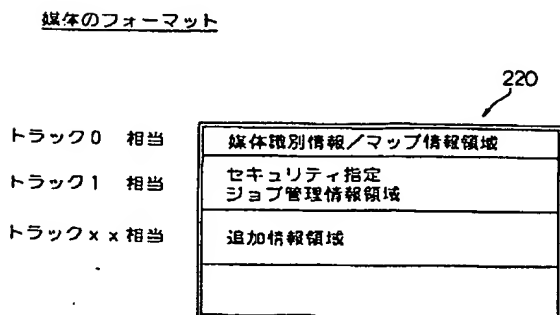 媒体のフォーマット
220
トラック0 相当 媒体識別情報/マップ情報領域
トラック1 相当 セキュリティ指定
ジョブ管理情報領域
トラックxx相当 追加情報領域